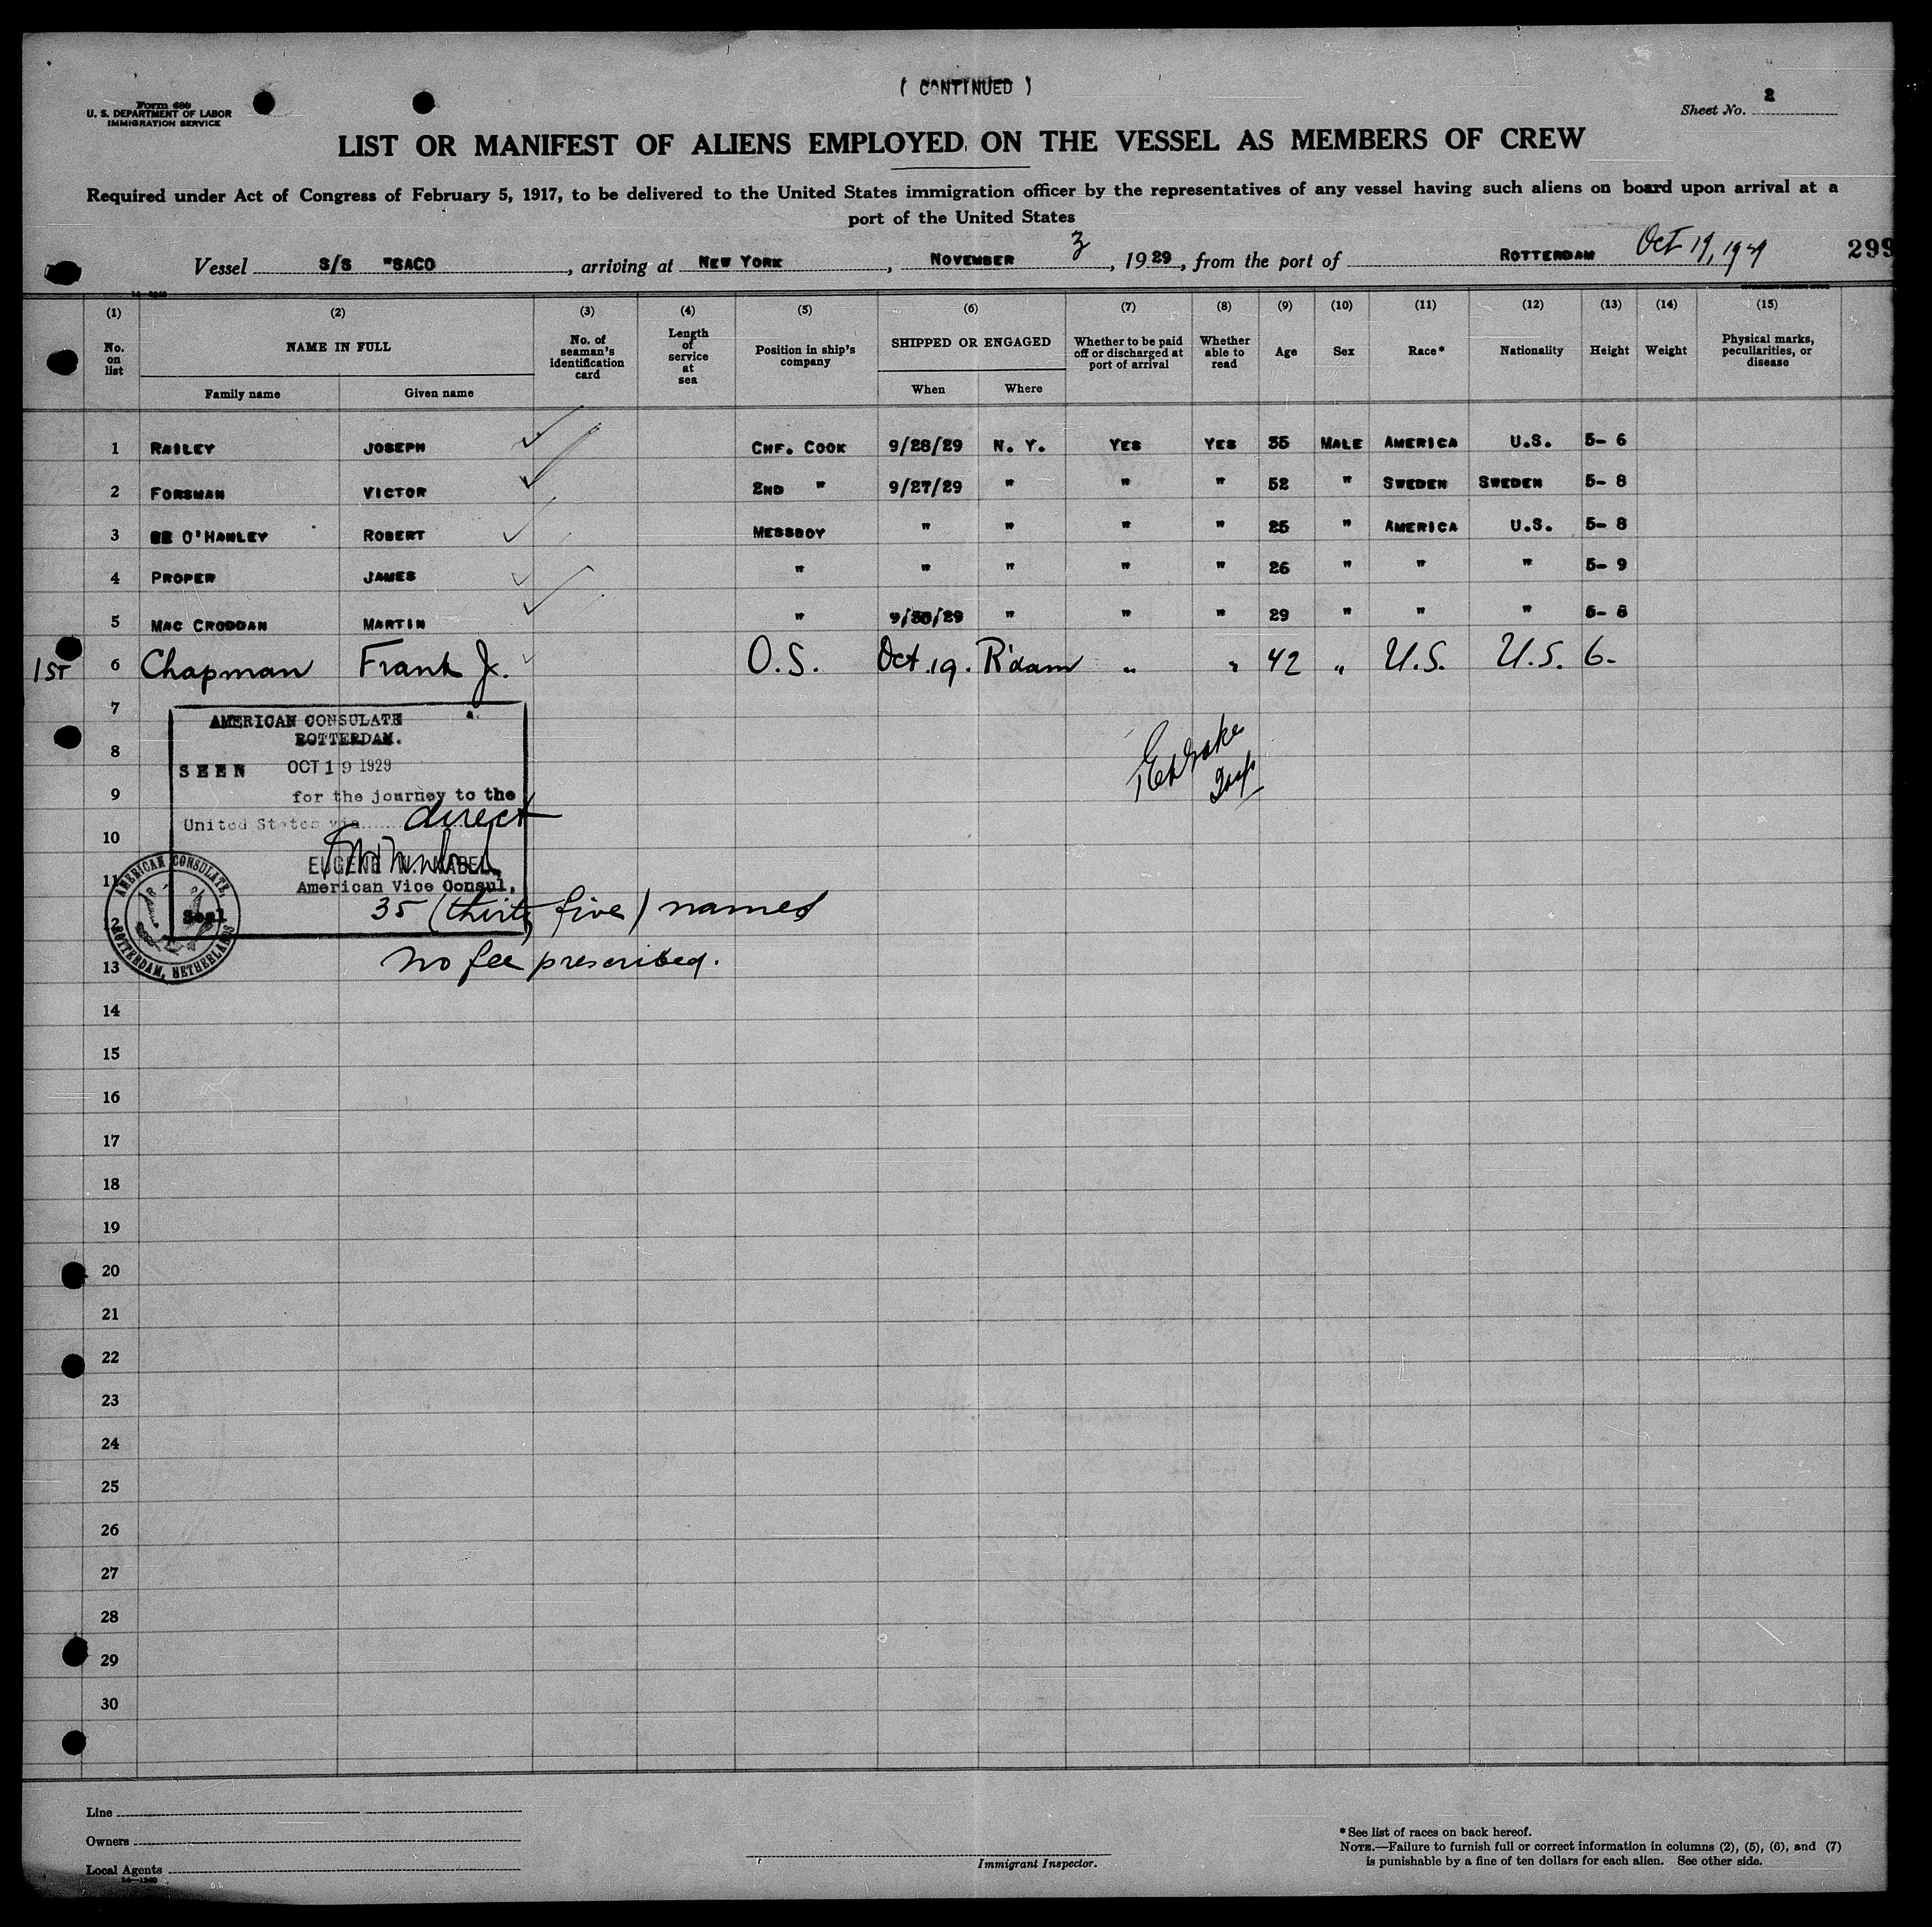 ( CONTINUED )
Form 680
U. S. DEPARTMENT OF LABOR
IMMIGRATION SERVICE
Sheet No. 2
LIST OR MANIFEST OF ALIENS EMPLOYED ON THE VESSEL AS MEMBERS OF CREW
Required under Act of Congress of February 5, 1917, to be delivered to the United States immigration officer by the representatives of any vessel having such aliens on board upon arrival at a
port of the United States
Vessel S/S "SACO, arriving at NEW YORK, NOVEMBER 3, 1929, from the port of ROTTERDAM Oct 19, 1929 299
(1) (2) (3) (4) (5) (6) (7) (8) (9) (10) (11) (12) (13) (14) (15)
No. on list NAME IN FULL No. of seaman's identification card Length of service at sea Position in ship's company SHIPPED OR ENGAGED Whether to be paid off or discharged at port of arrival Whether able to read Age Sex Race* Nationality Height Weight Physical marks, peculiarities, or disease
Family name Given name When Where
1 RAILEY JOSEPH CHF. COOK 9/28/29 N. Y. YES YES 35 MALE AMERICA U.S. 5- 6
2 FORSMAN VICTOR 2ND " 9/27/29 " " " 52 " SWEDEN SWEDEN 5- 8
3 O'HANLEY ROBERT MESSBOY " " " " 25 " AMERICA U.S. 5- 8
4 PROPER JAMES " " " " " 26 " " " 5- 9
5 MAC CRODDAN MARTIN " 9/30/29 " " " 29 " " " 5- 8
1ST 6 Chapman Frank J. O.S. Oct. 19. R'dam " " 42 " U.S. U.S. 6-
7
AMERICAN CONSULATE
ROTTERDAM.
8
SEEN OCT 19 1929
9
for the journey to the
United States via direct
10
EUGENE W. NABEL
11
American Vice Consul,
AMERICAN CONSULATE
ROTTERDAM, NETHERLANDS
Seal
12
35 (thirty five) names
13
no fee prescribed.
14
15
16
17
18
19
20
21
22
23
24
25
26
27
28
29
30
Line
Owners
Local Agents
14—1240
Immigrant Inspector.
* See list of races on back hereof.
NOTE.—Failure to furnish full or correct information in columns (2), (5), (6), and (7)
is punishable by a fine of ten dollars for each alien. See other side.